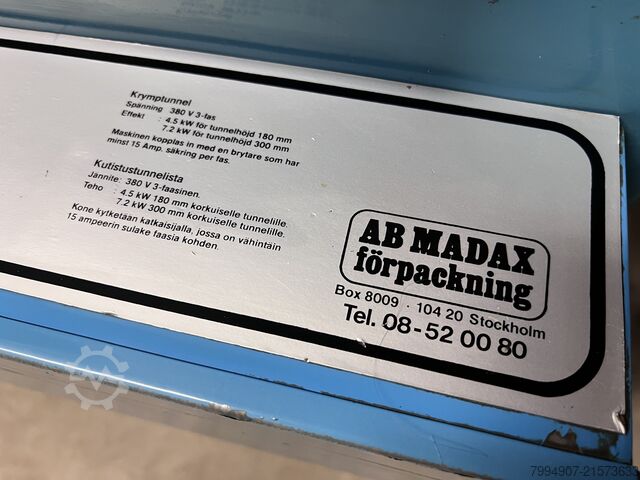 Krymptunnel
Spänning 380 V 3-fas
Effekt : 4.5 kW för tunnelhöjd 180 mm
7.2 kW för tunnelhöjd 300 mm
Maskinen kopplas in med en brytare som har
minst 15 Amp. säkring per fas.
Kutistustunnelista
Jannite: 380 V 3-faasinen.
Teho : 4.5 kW 180 mm korkuiselle tunnelille.
7.2 kW 300 mm korkuiselle tunnelille.
Kone kytketään katkaisijalla, jossa on vähintäin
15 ampeerin sulake faasia kohden.
AB MADAX
förpackning
Box 8009 · 104 20 Stockholm
Tel. 08-52 00 80
7994907-21573633